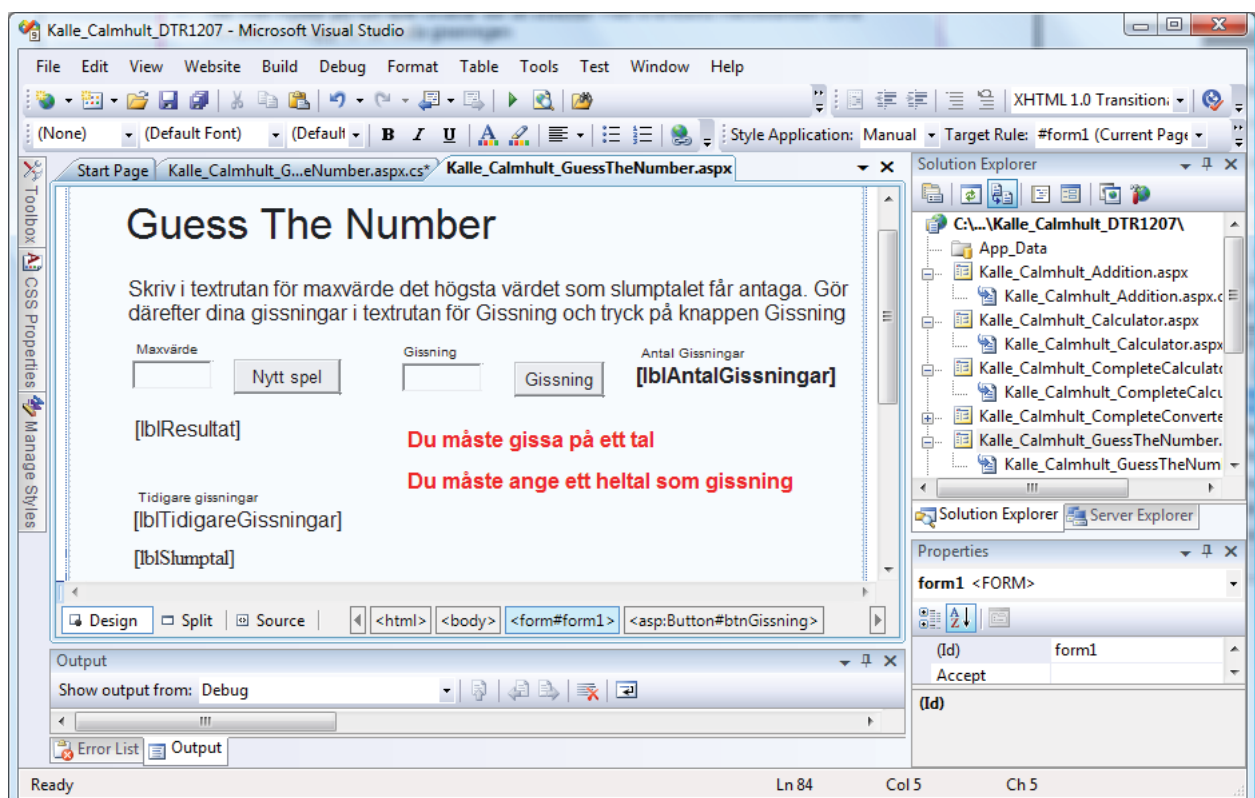 Kalle_Calmhult_DTR1207 - Microsoft Visual Studio
File Edit View Website Build Debug Format Table Tools Test Window Help
XHTML 1.0 Transition
(None) (Default Font) (Default B I U Style Application: Manual Target Rule: #form1 (Current Page
Start Page Kalle_Calmhult_G...eNumber.aspx.cs* Kalle_Calmhult_GuessTheNumber.aspx
Toolbox
CSS Properties
Manage Styles
Guess The Number
Skriv i textrutan för maxvärde det högsta värdet som slumptalet får antaga. Gör
därefter dina gissningar i textrutan för Gissning och tryck på knappen Gissning
Maxvärde Gissning Antal Gissningar
Nytt spel Gissning [lblAntalGissningar]
[lblResultat]
Du måste gissa på ett tal
Du måste ange ett heltal som gissning
Tidigare gissningar
[lblTidigareGissningar]
[lblSlumptal]
Design Split Source <html> <body> <form#form1> <asp:Button#btnGissning>
Output
Show output from: Debug
Error List Output
Solution Explorer
C:\...\Kalle_Calmhult_DTR1207\
App_Data
Kalle_Calmhult_Addition.aspx
Kalle_Calmhult_Addition.aspx.c
Kalle_Calmhult_Calculator.aspx
Kalle_Calmhult_Calculator.aspx
Kalle_Calmhult_CompleteCalculato
Kalle_Calmhult_CompleteCalcu
Kalle_Calmhult_CompleteConverte
Kalle_Calmhult_GuessTheNumber.
Kalle_Calmhult_GuessTheNum
Solution Explorer Server Explorer
Properties
form1 <FORM>
(Id) form1
Accept
(Id)
Ready Ln 84 Col 5 Ch 5